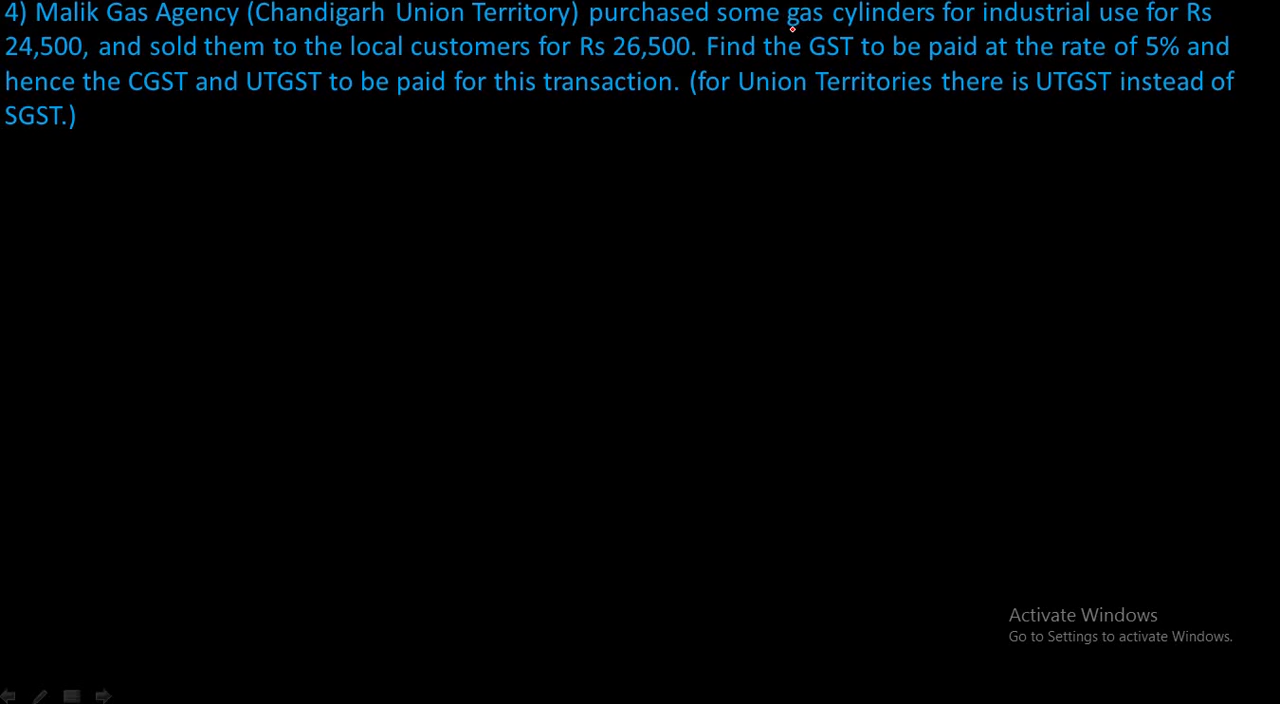 4) Malik Gas Agency (Chandigarh Union Territory) purchased some gas cylinders for industrial use for Rs
24,500, and sold them to the local customers for Rs 26,500. Find the GST to be paid at the rate of 5% and
hence the CGST and UTGST to be paid for this transaction. (for Union Territories there is UTGST instead of
SGST.)
Activate Windows
Go to Settings to activate Windows.